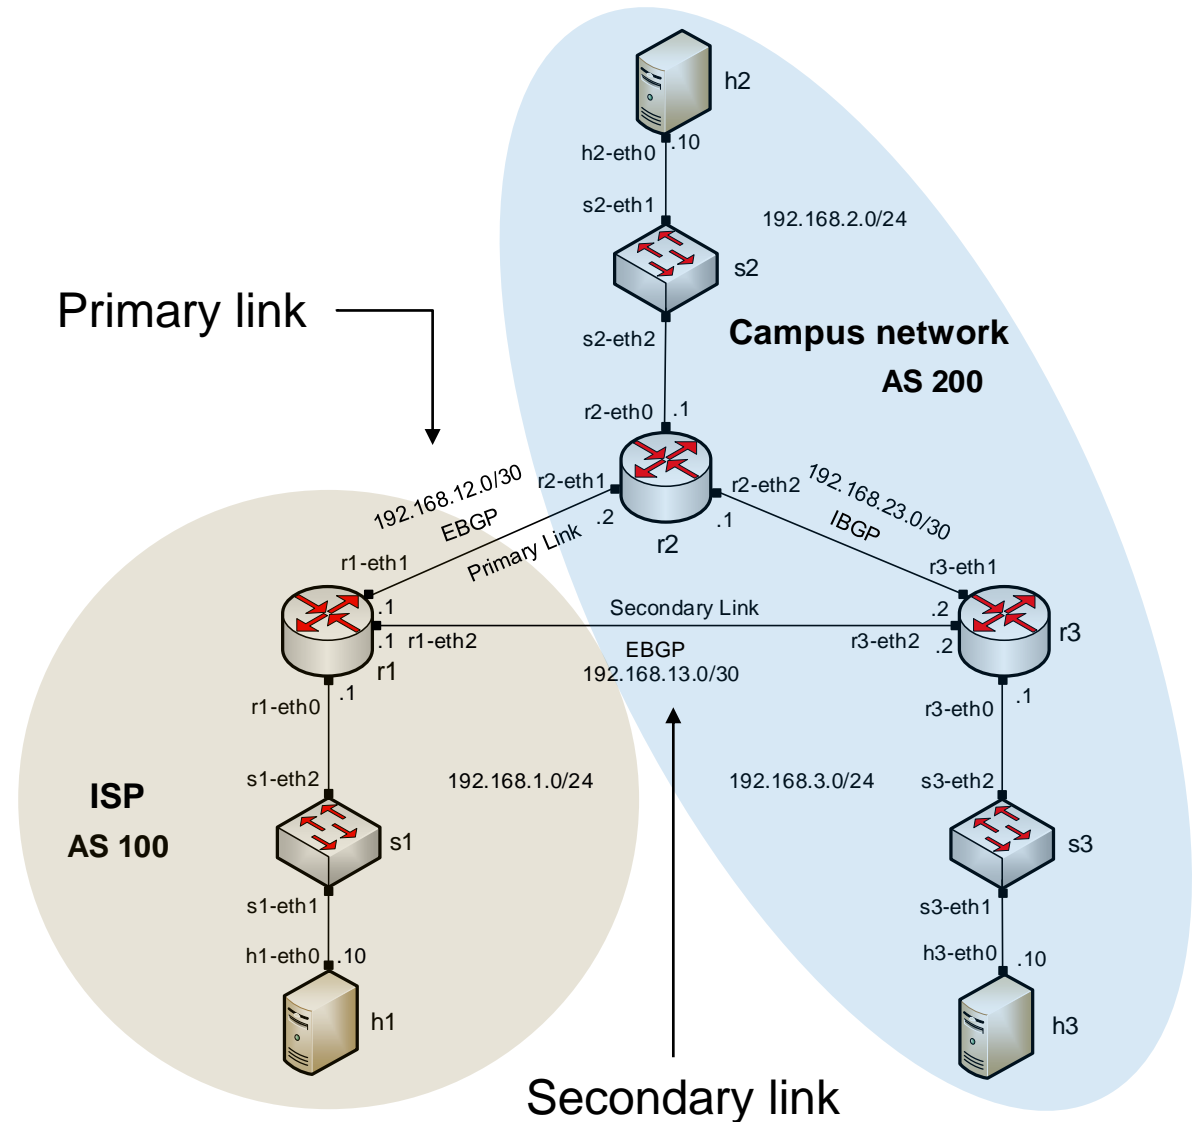 h2
h2-eth0
.10
s2-eth1
192.168.2.0/24
s2
Primary link
s2-eth2
Campus network
AS 200
r2-eth0
.1
192.168.12.0/30
r2-eth1
r2-eth2
192.168.23.0/30
EBGP
.2
.1
IBGP
Primary Link
r2
r1-eth1
r3-eth1
.1
Secondary Link
.2
r3
.1
r1-eth2
r3-eth2
.2
r1
EBGP
192.168.13.0/30
.1
r1-eth0
.1
r3-eth0
s1-eth2
192.168.1.0/24
192.168.3.0/24
s3-eth2
ISP
AS 100
s1
s3
s1-eth1
s3-eth1
h1-eth0
.10
h3-eth0
.10
h1
h3
Secondary link